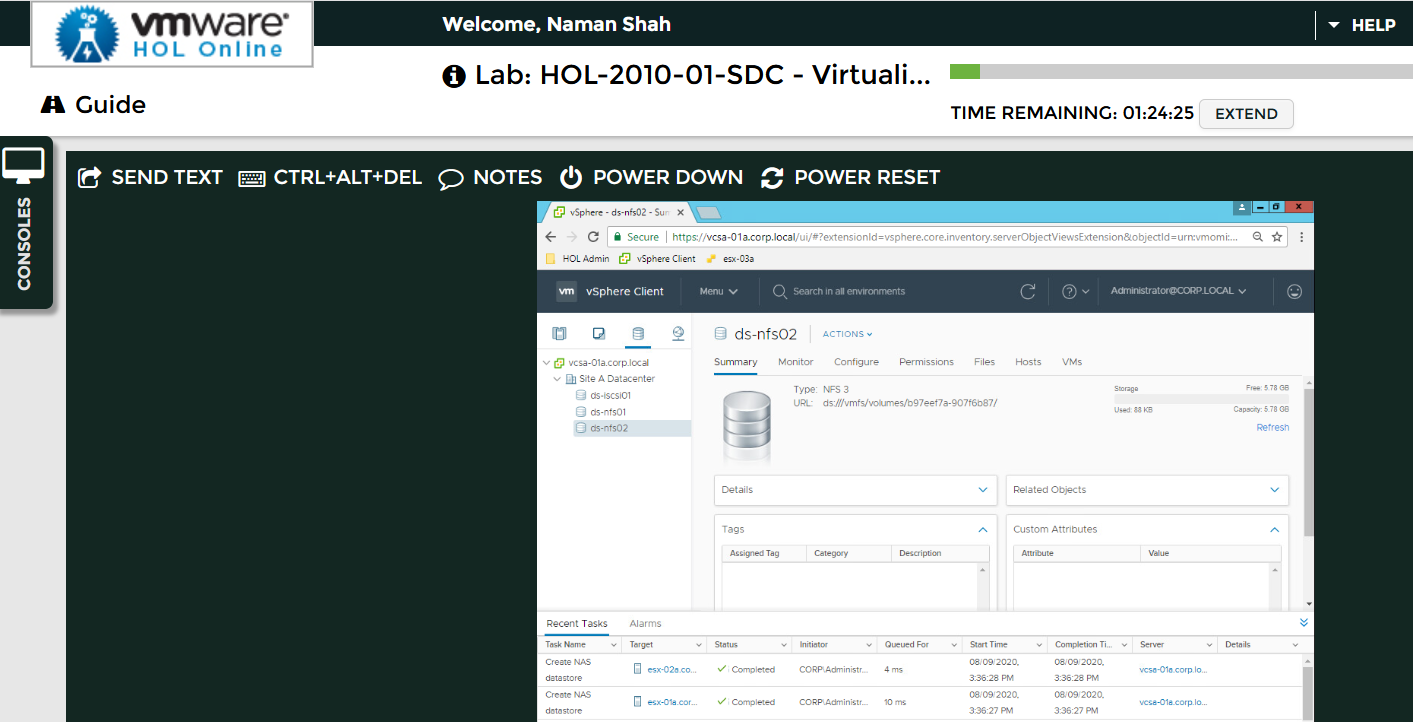 vmware®
HOL Online
Welcome, Naman Shah
HELP
Guide
Lab: HOL-2010-01-SDC - Virtuali...
TIME REMAINING: 01:24:25
EXTEND
CONSOLES
SEND TEXT CTRL+ALT+DEL NOTES POWER DOWN POWER RESET
vSphere - ds-nfs02 - Sun
Secure https://vcsa-01a.corp.local/ui/#?extensionId=vsphere.core.inventory.serverObjectViewsExtension&objectId=urn:vmomi:...
HOL Admin vSphere Client esx-03a
vm vSphere Client Menu Search in all environments Administrator@CORP.LOCAL
vcsa-01a.corp.local
Site A Datacenter
ds-iscsi01
ds-nfs01
ds-nfs02
ds-nfs02 ACTIONS
Summary Monitor Configure Permissions Files Hosts VMs
Type: NFS 3
URL: ds:///vmfs/volumes/b97eef7a-907f6b87/
Storage Free: 5.78 GB
Used: 88 KB Capacity: 5.78 GB
Refresh
Details
Related Objects
Tags
Assigned Tag Category Description
Custom Attributes
Attribute Value
Recent Tasks Alarms
Task Name Target Status Initiator Queued For Start Time Completion Ti... Server Details
Create NAS datastore esx-02a.co... Completed CORP\Administr... 4 ms 08/09/2020, 3:36:28 PM 08/09/2020, 3:36:28 PM vcsa-01a.corp.lo...
Create NAS datastore esx-01a.cor... Completed CORP\Administr... 10 ms 08/09/2020, 3:36:27 PM 08/09/2020, 3:36:27 PM vcsa-01a.corp.lo...